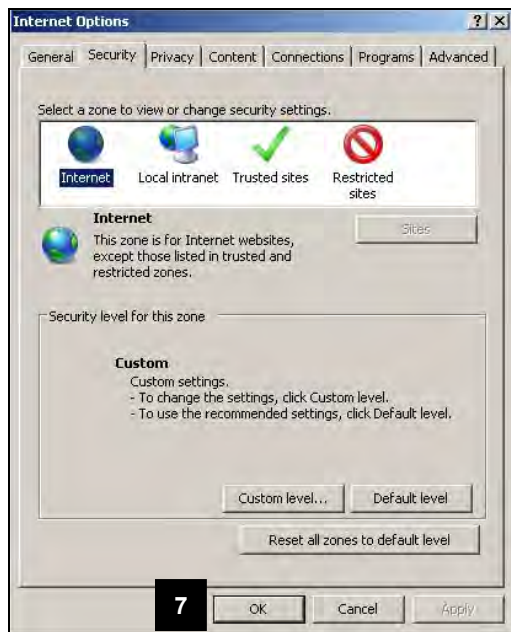 Internet Options
General Security Privacy Content Connections Programs Advanced
Select a zone to view or change security settings.
Internet Local intranet Trusted sites Restricted sites
Internet
Sites
This zone is for Internet websites,
except those listed in trusted and
restricted zones.
Security level for this zone
Custom
Custom settings.
- To change the settings, click Custom level.
- To use the recommended settings, click Default level.
Custom level... Default level
Reset all zones to default level
7 OK Cancel Apply